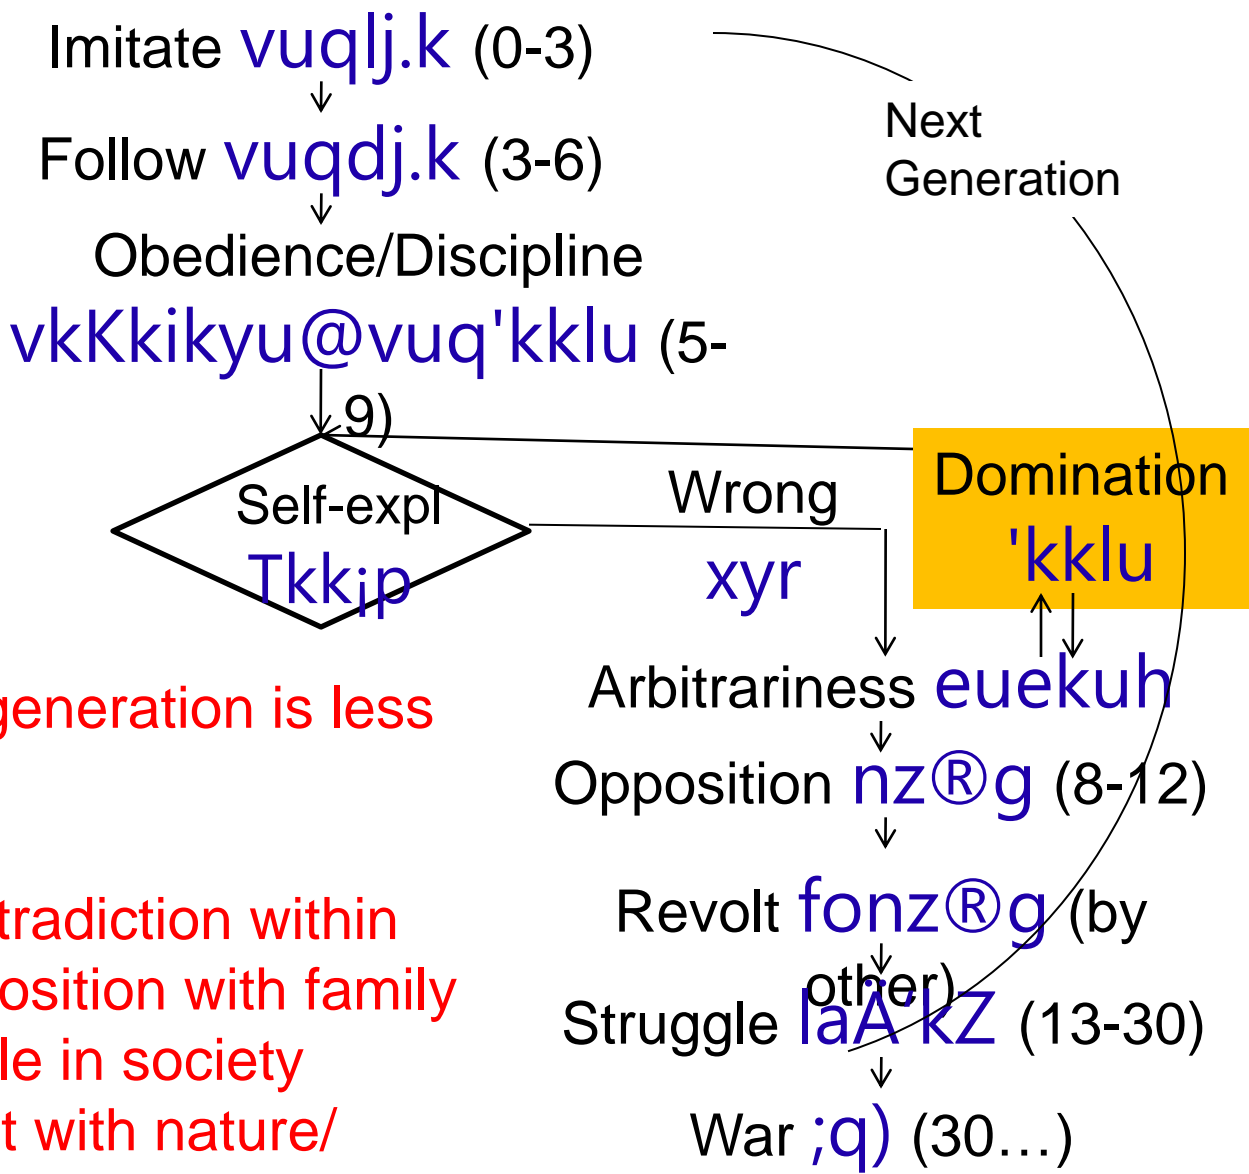 Imitate vuqlj.k (0-3)
Follow vuqdj.k (3-6)
Obedience/Discipline
vkKkikyu@vuq'kklu (5-
9)
Next
Generation
Self-expl
Tkk¡p
Wrong
xyr
Domination
'kklu
Arbitrariness euekuh
Opposition nz®g (8-12)
Revolt fonz®g (by
other)
Struggle laÄ'kZ (13-30)
War ;q) (30…)
generation is less
tradiction within
osition with family
le in society
t with nature/